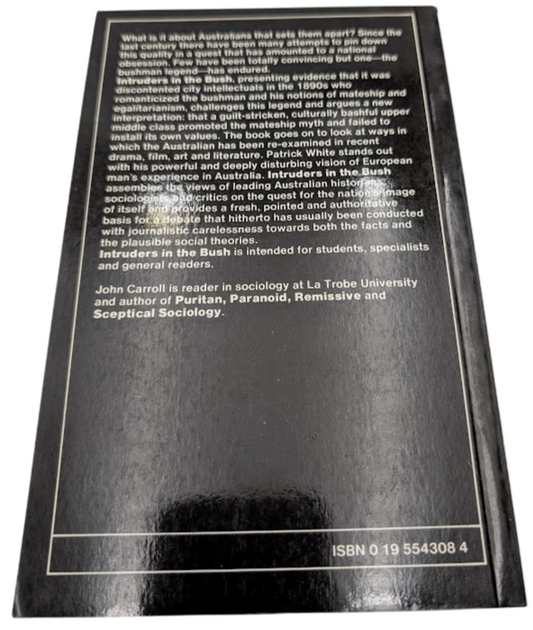 What is it about Australians that sets them apart? Since the
last century there have been many attempts to pin down
this quality in a quest that has amounted to a national
obsession. Few have been totally convincing but one—the
bushman legend—has endured.
Intruders in the Bush, presenting evidence that it was
discontented city intellectuals in the 1890s who
romanticized the bushman and his notions of mateship and
egalitarianism, challenges this legend and argues a new
interpretation: that a guilt-stricken, culturally bashful upper
middle class promoted the mateship myth and failed to
install its own values. The book goes on to look at ways in
which the Australian has been re-examined in recent
drama, film, art and literature. Patrick White stands out
with his powerful and deeply disturbing vision of European
man's experience in Australia. Intruders in the Bush
assembles the views of leading Australian historians,
sociologists and critics on the quest for the nation's image
of itself and provides a fresh, pointed and authoritative
basis for a debate that hitherto has usually been conducted
with journalistic carelessness towards both the facts and
the plausible social theories.
Intruders in the Bush is intended for students, specialists
and general readers.
John Carroll is reader in sociology at La Trobe University
and author of Puritan, Paranoid, Remissive and
Sceptical Sociology.
ISBN 0 19 554308 4